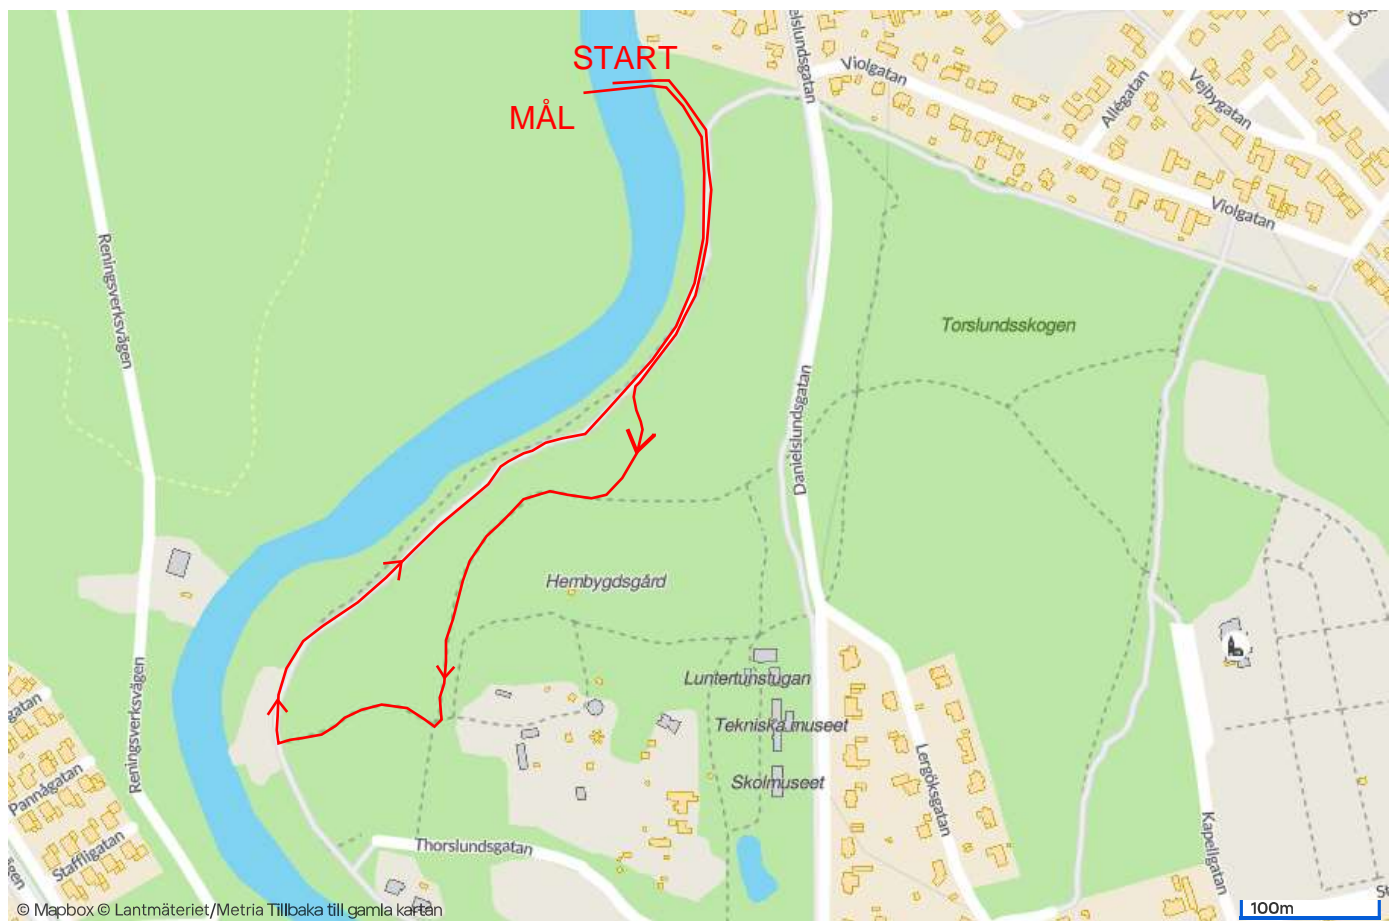 START
MÅL
Violgatan
Allégatan
Vejbygatan
Violgatan
Reningsverksvägen
Torslundsskogen
Danielslundsgatan
Hembygdsgård
Luntertunstugan
Tekniska museet
Skolmuseet
Reningsverksvägen
Pannågatan
Staffligatan
Thorslundsgatan
Lergöksgatan
Kapellgatan
© Mapbox © Lantmäteriet/Metria Tillbaka till gamla kartan
100m